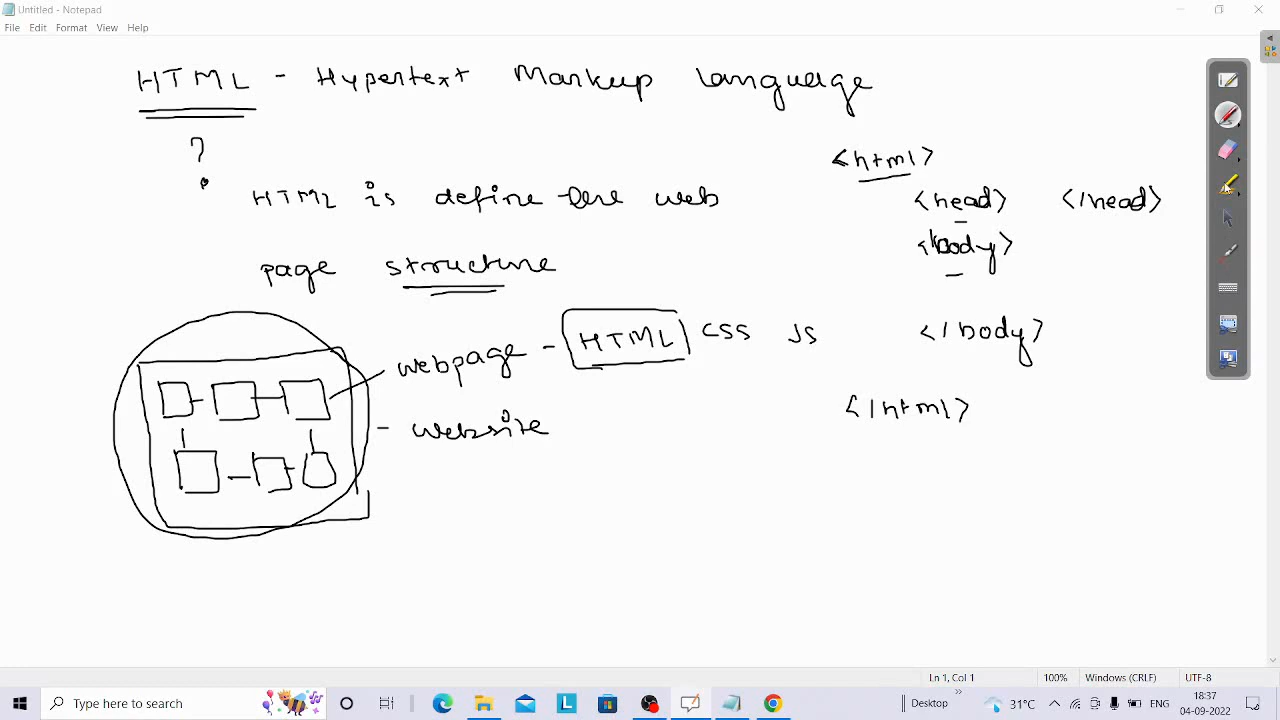 Untitled - Notepad
File Edit Format View Help
HTML - Hypertext Markup Language
?
HTML is define the web
page structure
webpage - HTML CSS JS
website
<html>
<head> </head>
<body>
</body>
</html>
Ln 1, Col 1 100% Windows (CRLF) UTF-8
Type here to search
L
Desktop
31°C
ENG
18:37
04-09-2022